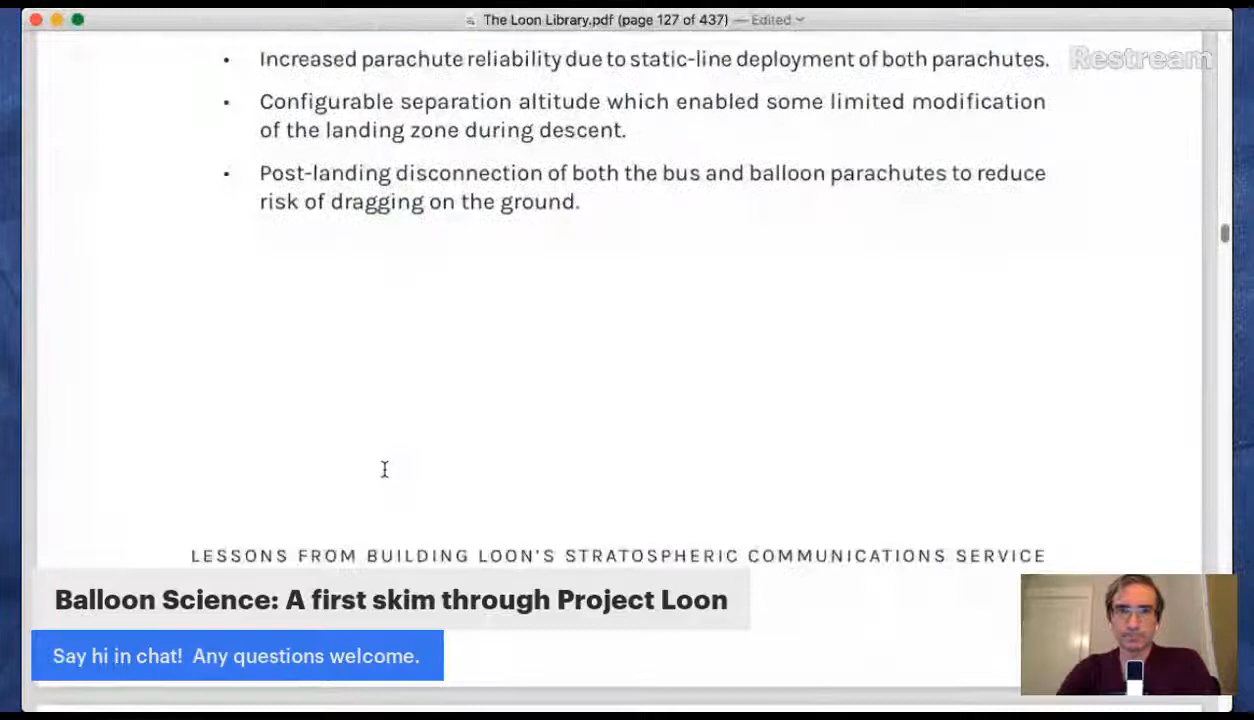 The Loon Library.pdf (page 127 of 437) — Edited
• Increased parachute reliability due to static-line deployment of both parachutes.
Restream
• Configurable separation altitude which enabled some limited modification
of the landing zone during descent.
• Post-landing disconnection of both the bus and balloon parachutes to reduce
risk of dragging on the ground.
LESSONS FROM BUILDING LOON'S STRATOSPHERIC COMMUNICATIONS SERVICE
Balloon Science: A first skim through Project Loon
Say hi in chat! Any questions welcome.